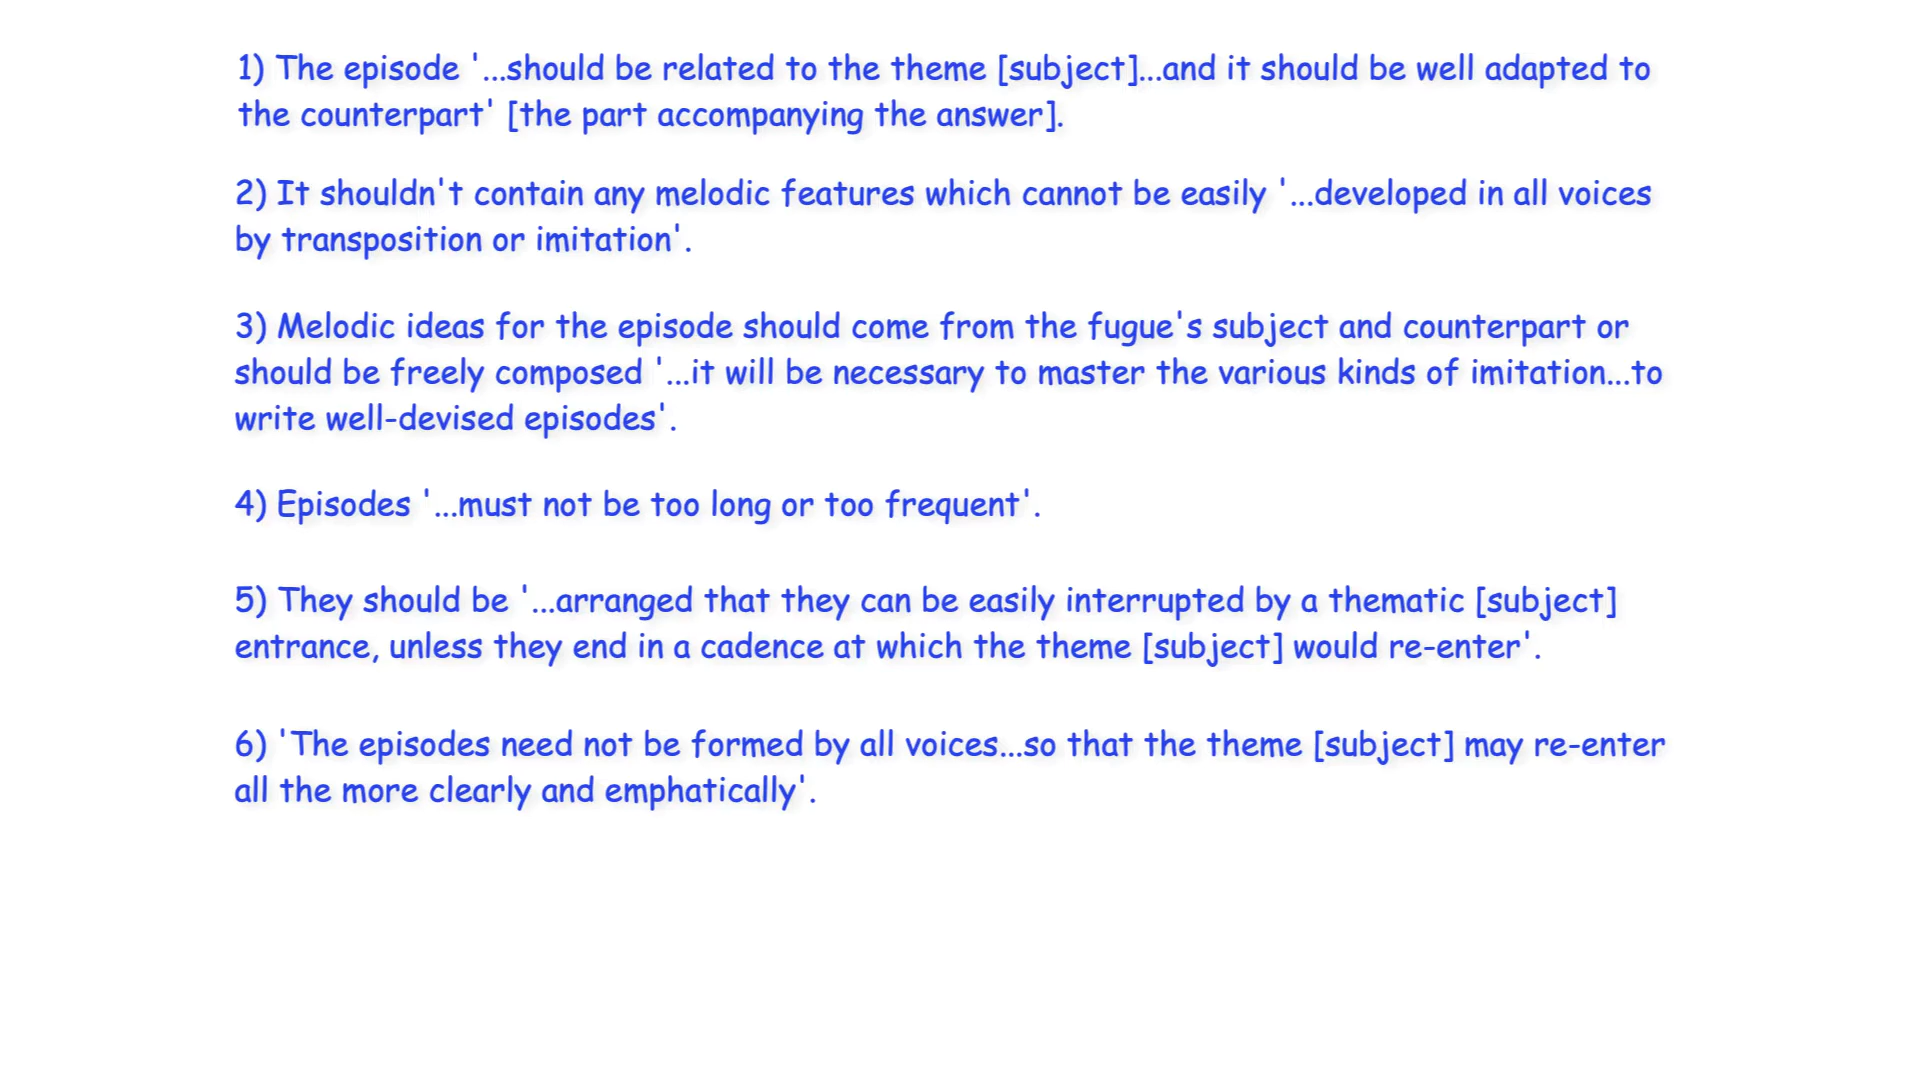 1) The episode '...should be related to the theme [subject]...and it should be well adapted to
the counterpart' [the part accompanying the answer].
2) It shouldn't contain any melodic features which cannot be easily '...developed in all voices
by transposition or imitation'.
3) Melodic ideas for the episode should come from the fugue's subject and counterpart or
should be freely composed '...it will be necessary to master the various kinds of imitation...to
write well-devised episodes'.
4) Episodes '...must not be too long or too frequent'.
5) They should be '...arranged that they can be easily interrupted by a thematic [subject]
entrance, unless they end in a cadence at which the theme [subject] would re-enter'.
6) 'The episodes need not be formed by all voices...so that the theme [subject] may re-enter
all the more clearly and emphatically'.